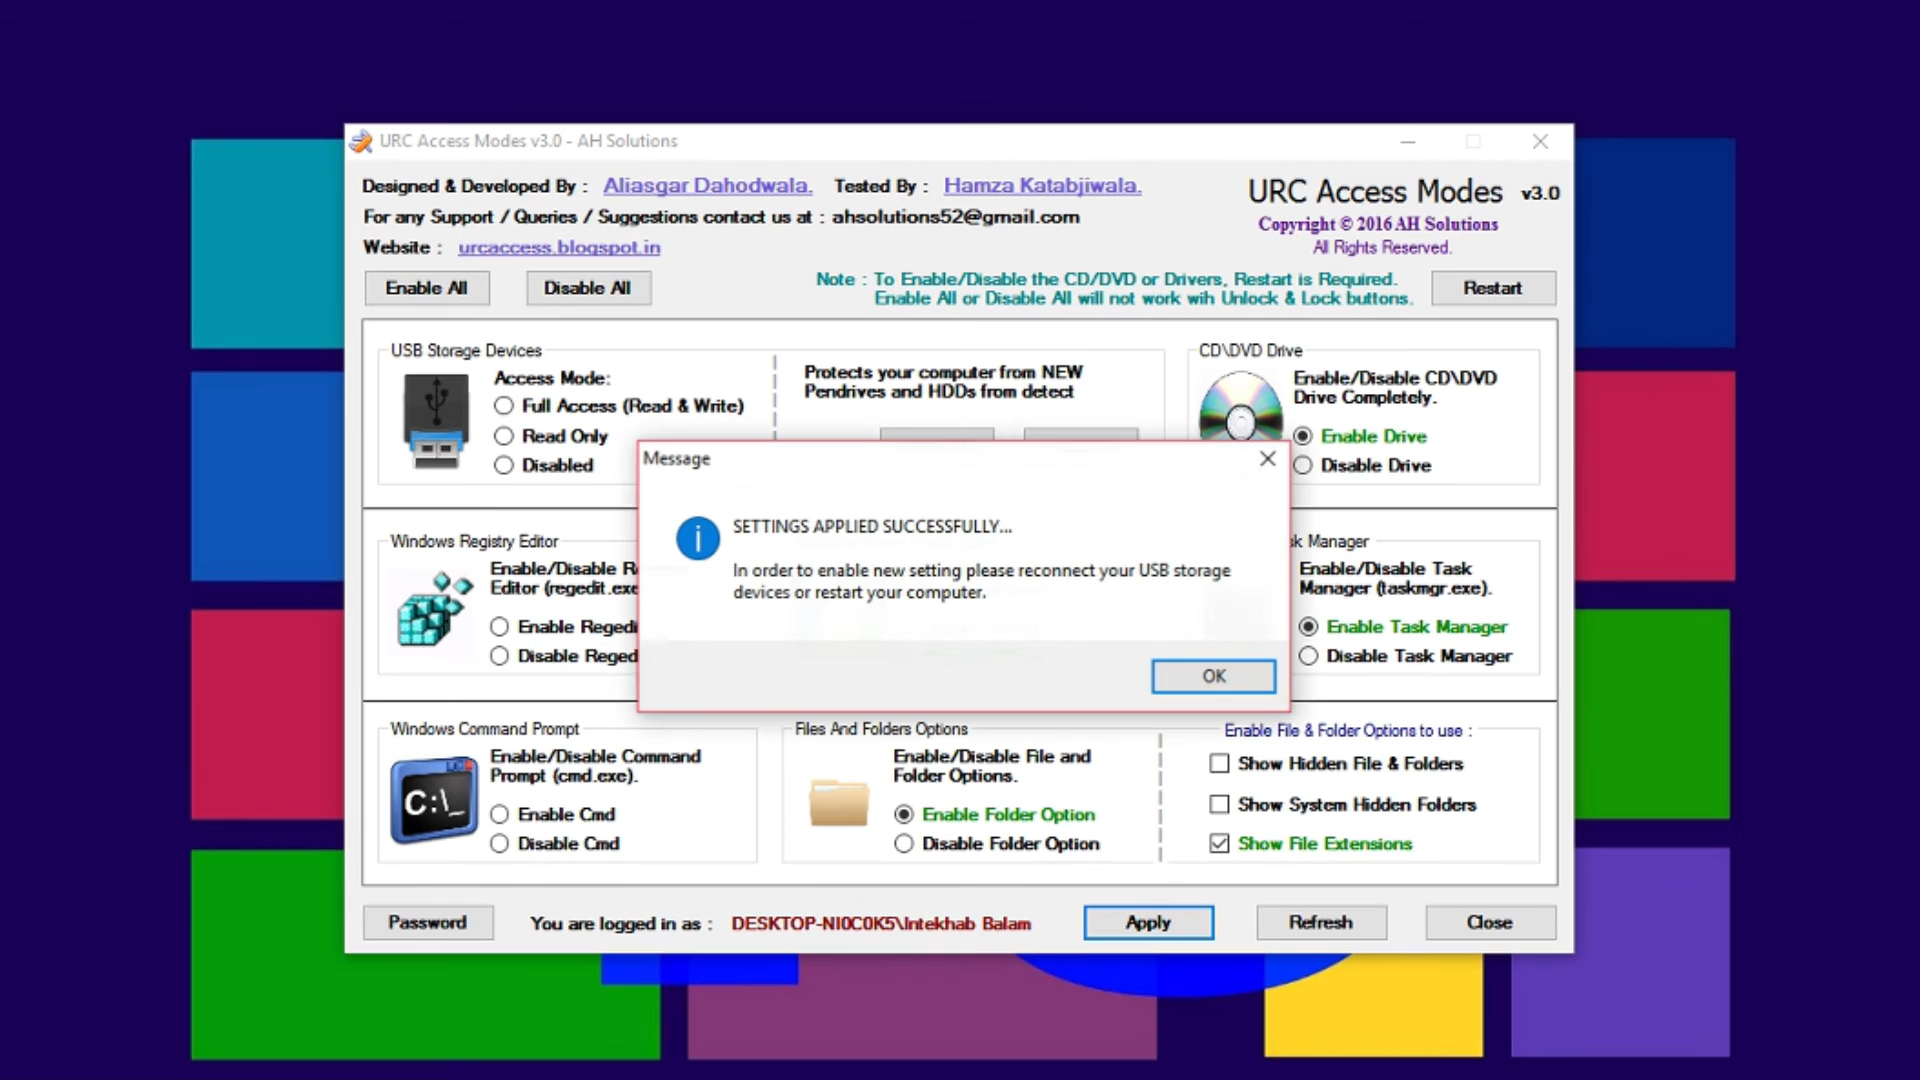 URC Access Modes v3.0 - AH Solutions
Designed & Developed By : Aliasgar Dahodwala. Tested By : Hamza Katabjiwala.
For any Support / Queries / Suggestions contact us at : ahsolutions52@gmail.com
Website : urcaccess.blogspot.in
URC Access Modes v3.0
Copyright © 2016 AH Solutions
All Rights Reserved.
Enable All
Disable All
Note : To Enable/Disable the CD/DVD or Drivers, Restart is Required.
Enable All or Disable All will not work wih Unlock & Lock buttons.
Restart
USB Storage Devices
Access Mode:
Full Access (Read & Write)
Read Only
Disabled
Protects your computer from NEW
Pendrives and HDDs from detect
CD\DVD Drive
Enable/Disable CD\DVD
Drive Completely.
Enable Drive
Disable Drive
Message
SETTINGS APPLIED SUCCESSFULLY...
In order to enable new setting please reconnect your USB storage
devices or restart your computer.
OK
Windows Registry Editor
Enable/Disable
Editor (regedit.exe
Enable
Disable
Manager
Enable/Disable Task
Manager (taskmgr.exe).
Enable Task Manager
Disable Task Manager
Windows Command Prompt
Enable/Disable Command
Prompt (cmd.exe).
C:\_
Enable Cmd
Disable Cmd
Files And Folders Options
Enable/Disable File and
Folder Options.
Enable Folder Option
Disable Folder Option
Enable File & Folder Options to use :
Show Hidden File & Folders
Show System Hidden Folders
Show File Extensions
Password
You are logged in as : DESKTOP-NI0C0K5\Intekhab Balam
Apply
Refresh
Close